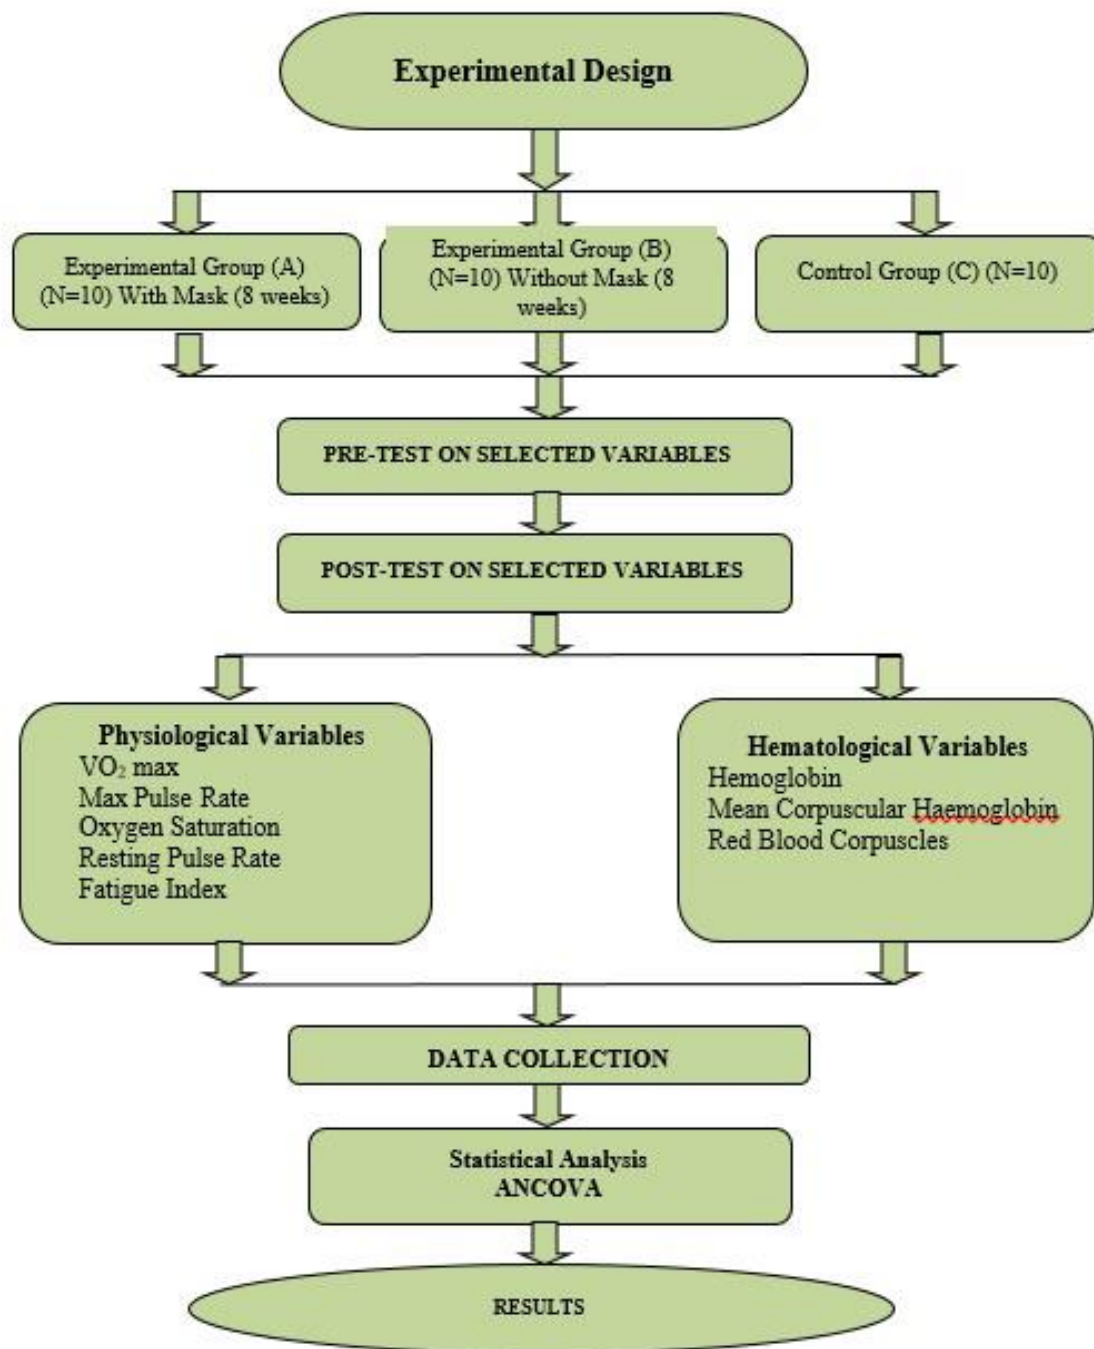 Experimental Design
Experimental Group (A)
(N=10) With Mask (8 weeks)
Experimental Group (B)
(N=10) Without Mask (8
weeks)
Control Group (C) (N=10)
PRE-TEST ON SELECTED VARIABLES
POST-TEST ON SELECTED VARIABLES
Physiological Variables
VO₂ max
Max Pulse Rate
Oxygen Saturation
Resting Pulse Rate
Fatigue Index
Hematological Variables
Hemoglobin
Mean Corpuscular Haemoglobin
Red Blood Corpuscles
DATA COLLECTION
Statistical Analysis
ANCOVA
RESULTS